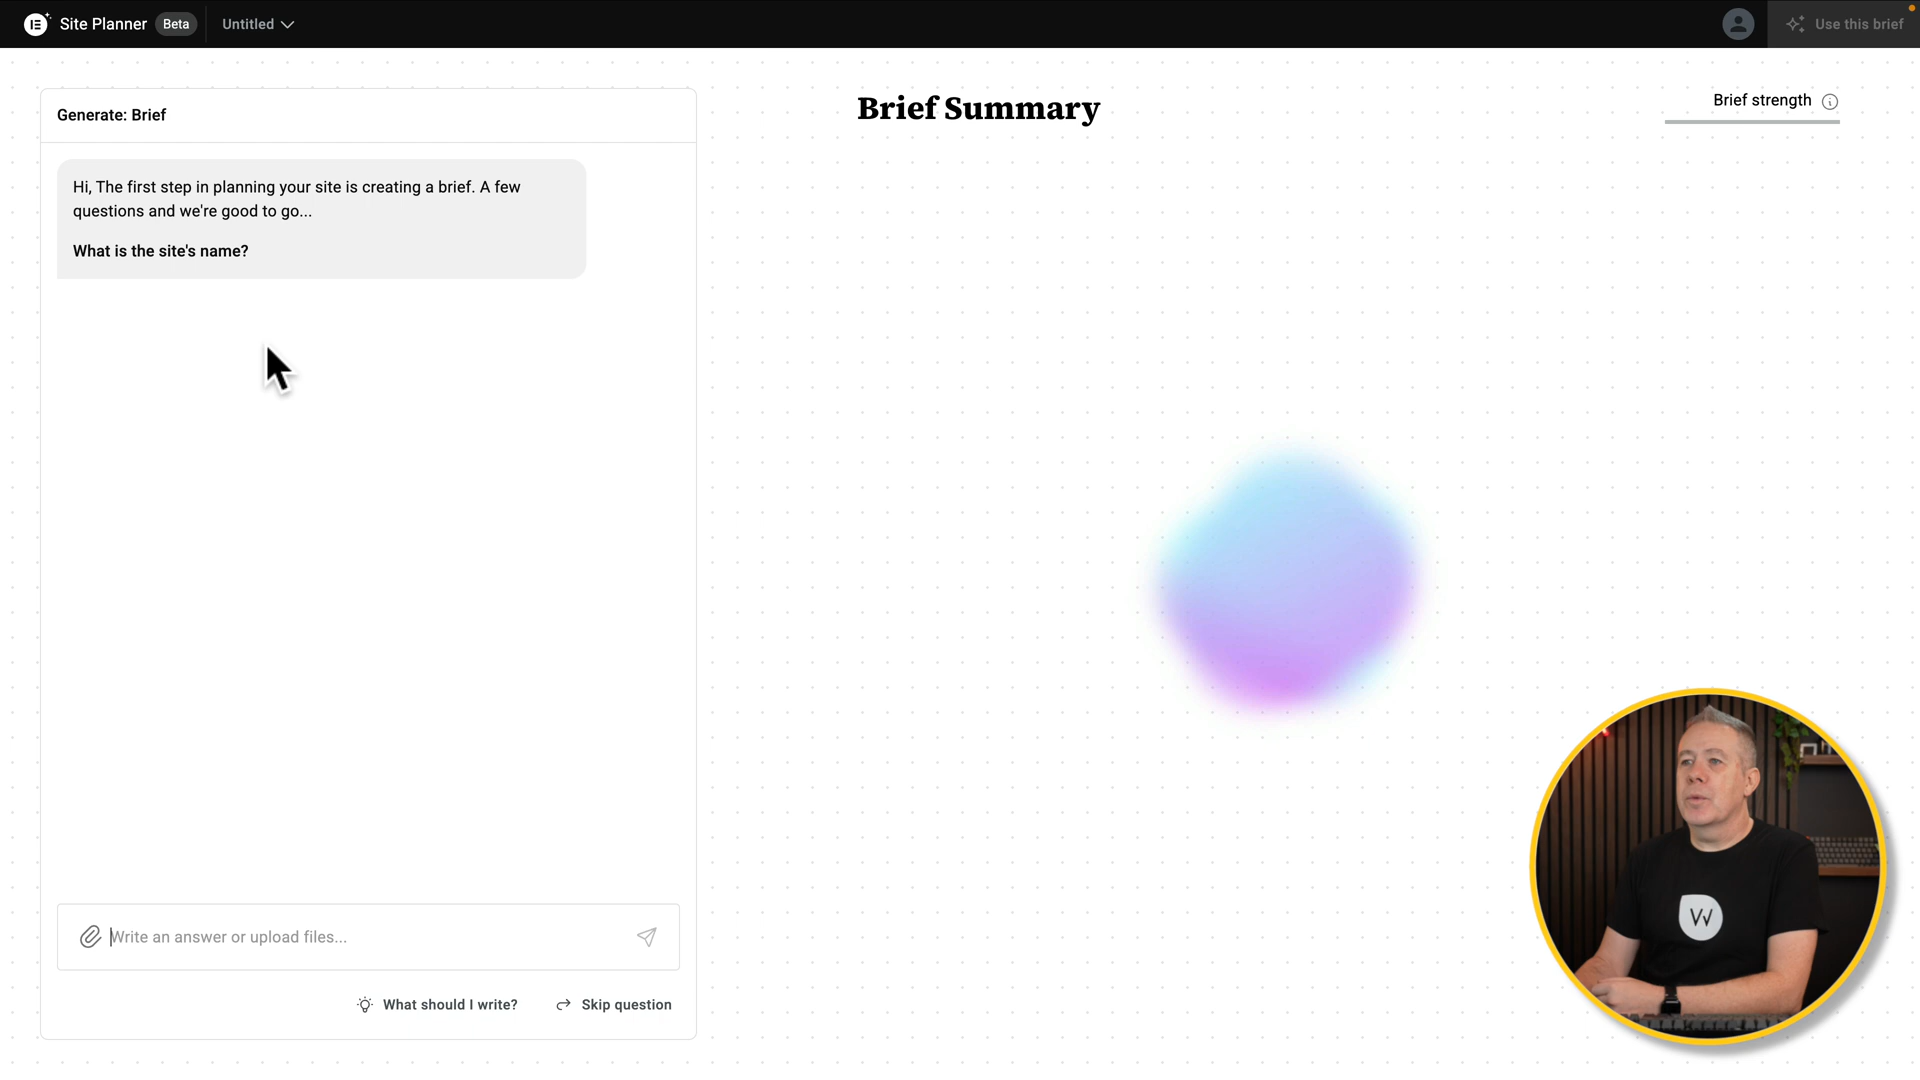 Site Planner
Beta
Untitled
Use this brief
Generate: Brief
Hi, The first step in planning your site is creating a brief. A few
questions and we're good to go...
What is the site's name?
Write an answer or upload files...
What should I write?
Skip question
Brief Summary
Brief strength